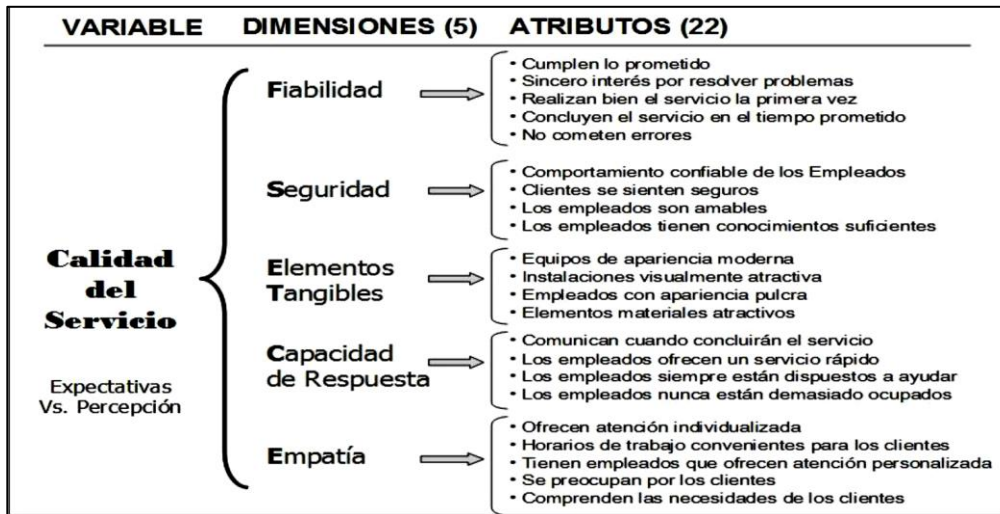 VARIABLE DIMENSIONES (5) ATRIBUTOS (22)
Calidad
del
Servicio
Expectativas
Vs. Percepción
Fiabilidad
• Cumplen lo prometido
• Sincero interés por resolver problemas
• Realizan bien el servicio la primera vez
• Concluyen el servicio en el tiempo prometido
• No cometen errores
Seguridad
• Comportamiento confiable de los Empleados
• Clientes se sienten seguros
• Los empleados son amables
• Los empleados tienen conocimientos suficientes
Elementos
Tangibles
• Equipos de apariencia moderna
• Instalaciones visualmente atractiva
• Empleados con apariencia pulcra
• Elementos materiales atractivos
Capacidad
de Respuesta
• Comunican cuando concluirán el servicio
• Los empleados ofrecen un servicio rápido
• Los empleados siempre están dispuestos a ayudar
• Los empleados nunca están demasiado ocupados
Empatía
• Ofrecen atención individualizada
• Horarios de trabajo convenientes para los clientes
• Tienen empleados que ofrecen atención personalizada
• Se preocupan por los clientes
• Comprenden las necesidades de los clientes